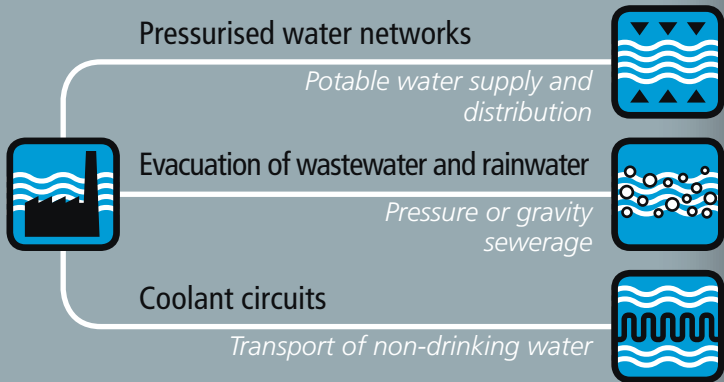 Pressurised water networks
Potable water supply and
distribution
Evacuation of wastewater and rainwater
Pressure or gravity
sewerage
Coolant circuits
Transport of non-drinking water